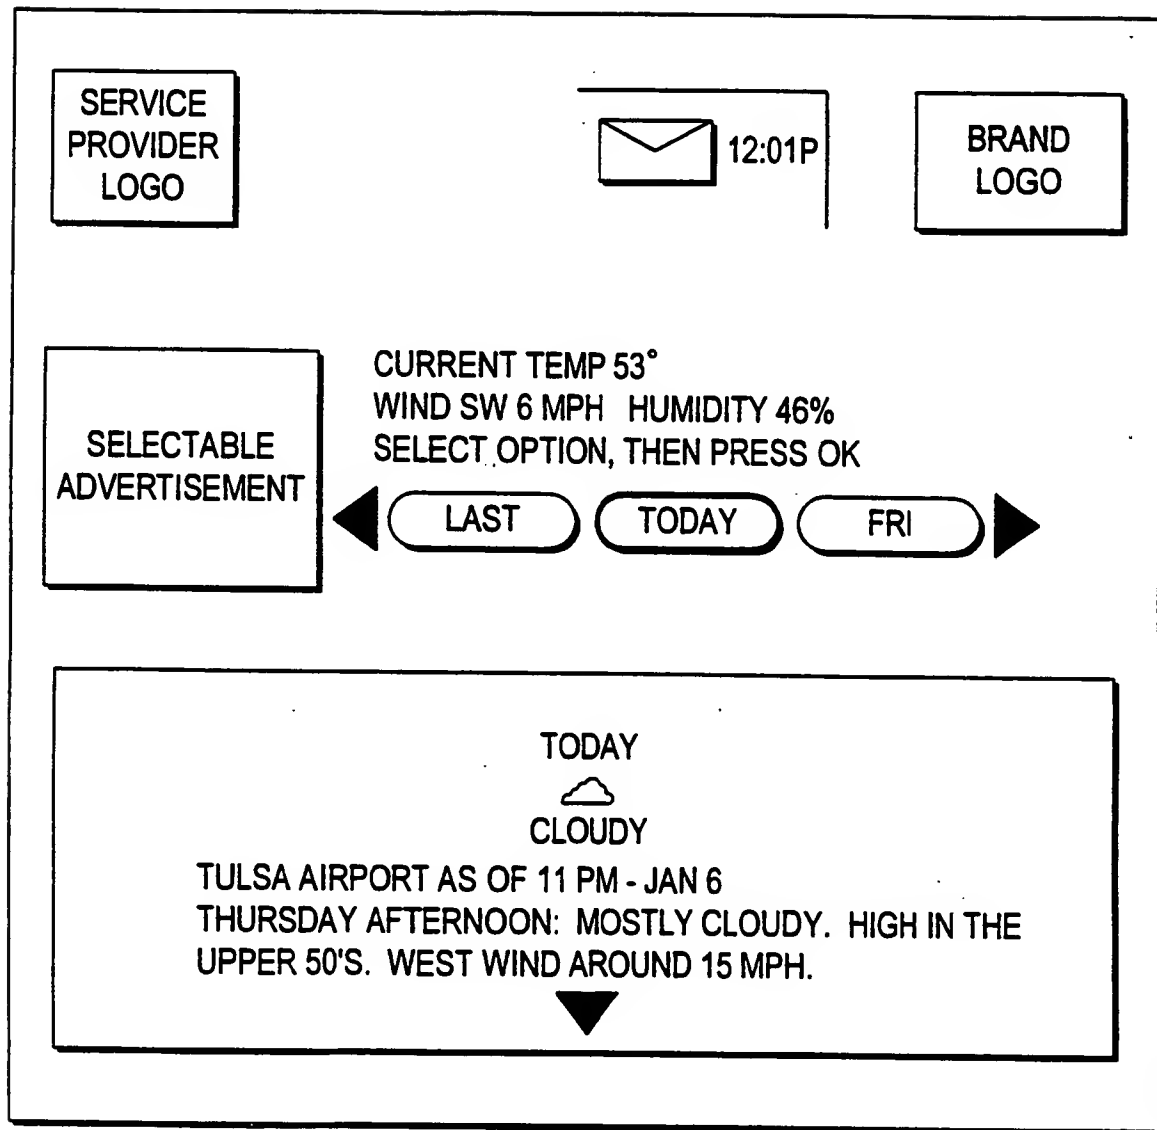 SERVICE
PROVIDER
LOGO
12:01P
BRAND
LOGO
SELECTABLE
ADVERTISEMENT
CURRENT TEMP 53°
WIND SW 6 MPH HUMIDITY 46%
SELECT OPTION, THEN PRESS OK
LAST
TODAY
FRI
TODAY
CLOUDY
TULSA AIRPORT AS OF 11 PM - JAN 6
THURSDAY AFTERNOON: MOSTLY CLOUDY. HIGH IN THE
UPPER 50'S. WEST WIND AROUND 15 MPH.